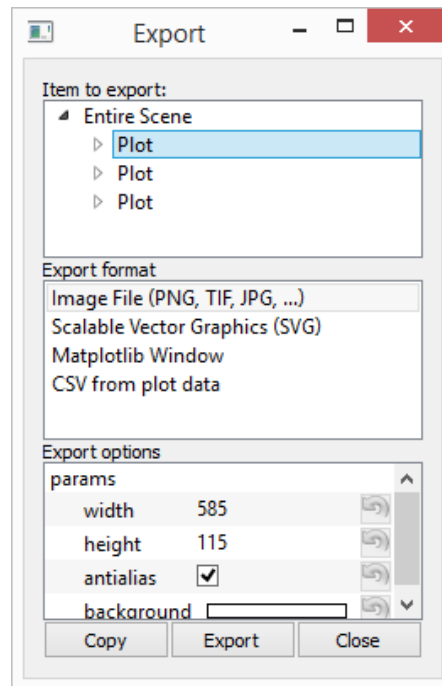 Export
Item to export:
Entire Scene
Plot
Plot
Plot
Export format
Image File (PNG, TIF, JPG, ...)
Scalable Vector Graphics (SVG)
Matplotlib Window
CSV from plot data
Export options
params
width 585
height 115
antialias
background
Copy Export Close